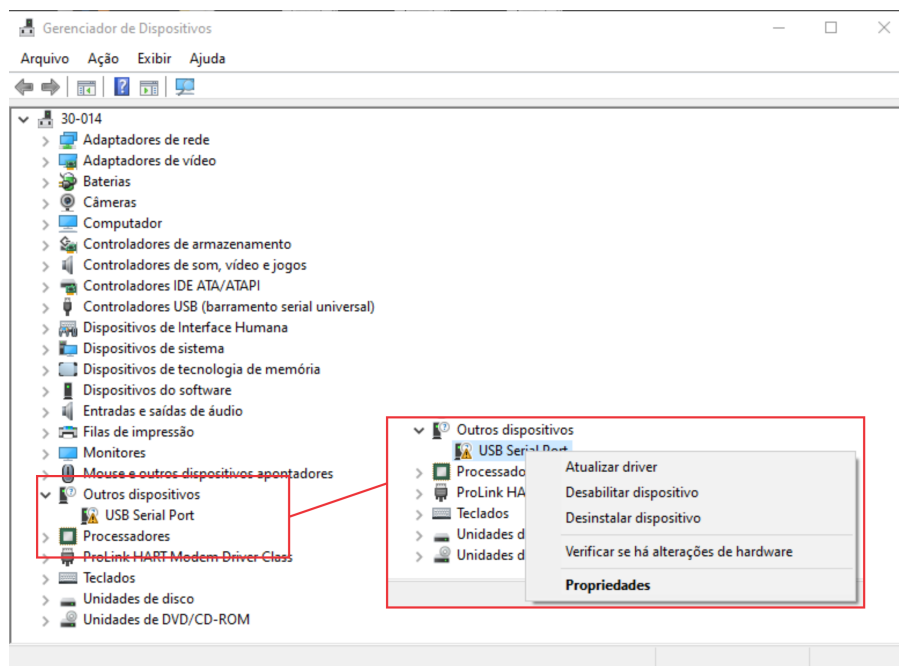 Gerenciador de Dispositivos
Arquivo Ação Exibir Ajuda
30-014
Adaptadores de rede
Adaptadores de vídeo
Baterias
Câmeras
Computador
Controladores de armazenamento
Controladores de som, vídeo e jogos
Controladores IDE ATA/ATAPI
Controladores USB (barramento serial universal)
Dispositivos de Interface Humana
Dispositivos de sistema
Dispositivos de tecnologia de memória
Dispositivos do software
Entradas e saídas de áudio
Filas de impressão
Monitores
Mouse e outros dispositivos apontadores
Outros dispositivos
USB Serial Port
Processadores
ProLink HART Modem Driver Class
Teclados
Unidades de disco
Unidades de DVD/CD-ROM
Outros dispositivos
USB Serial Port
Processado
ProLink HA
Teclados
Unidades d
Unidades d
Atualizar driver
Desabilitar dispositivo
Desinstalar dispositivo
Verificar se há alterações de hardware
Propriedades